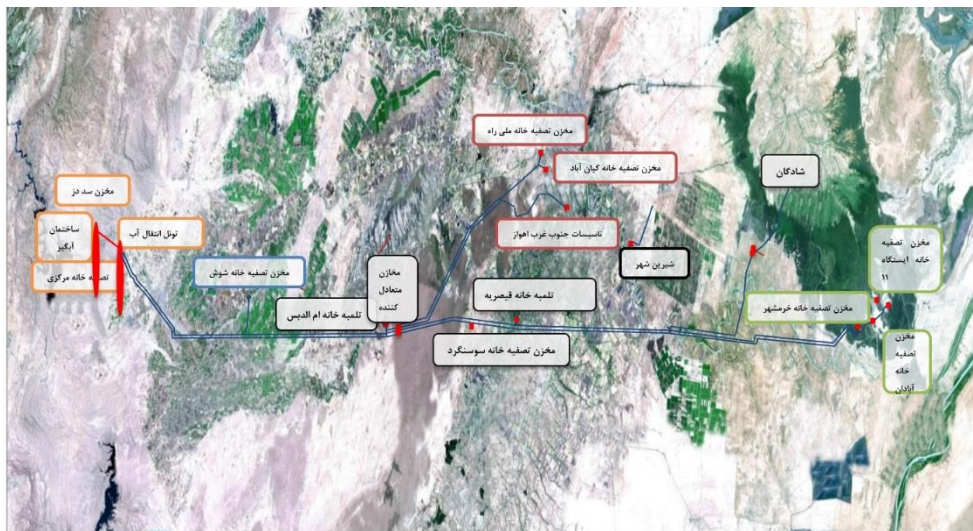 مخزن تصفیه خانه ملی راه
مخزن تصفیه خانه کیان آباد
شادگان
مخزن سد دز
ساختمان
آبگیر
تونل انتقال آب
تاسیسات جنوب غرب اهواز
مخزن تصفیه
خانه ایستگاه
۱۱
شیرین شهر
تصفیه خانه مرکزی
مخزن تصفیه خانه شوش
مخازن
متعادل
کننده
تلمبه خانه ام الدبس
تلمبه خانه قیصریه
مخزن تصفیه خانه خرمشهر
مخزن تصفیه خانه سوسنگرد
مخزن
تصفیه
خانه
آبادان